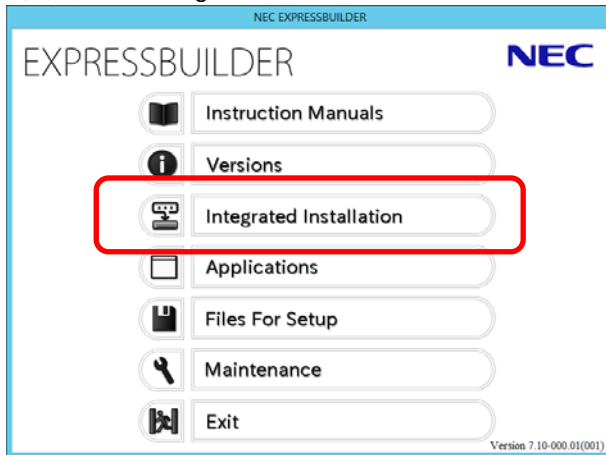 NEC EXPRESSBUILDER
EXPRESSBUILDER
NEC
Instruction Manuals
Versions
Integrated Installation
Applications
Files For Setup
Maintenance
Exit
Version 7.10-000.01(001)